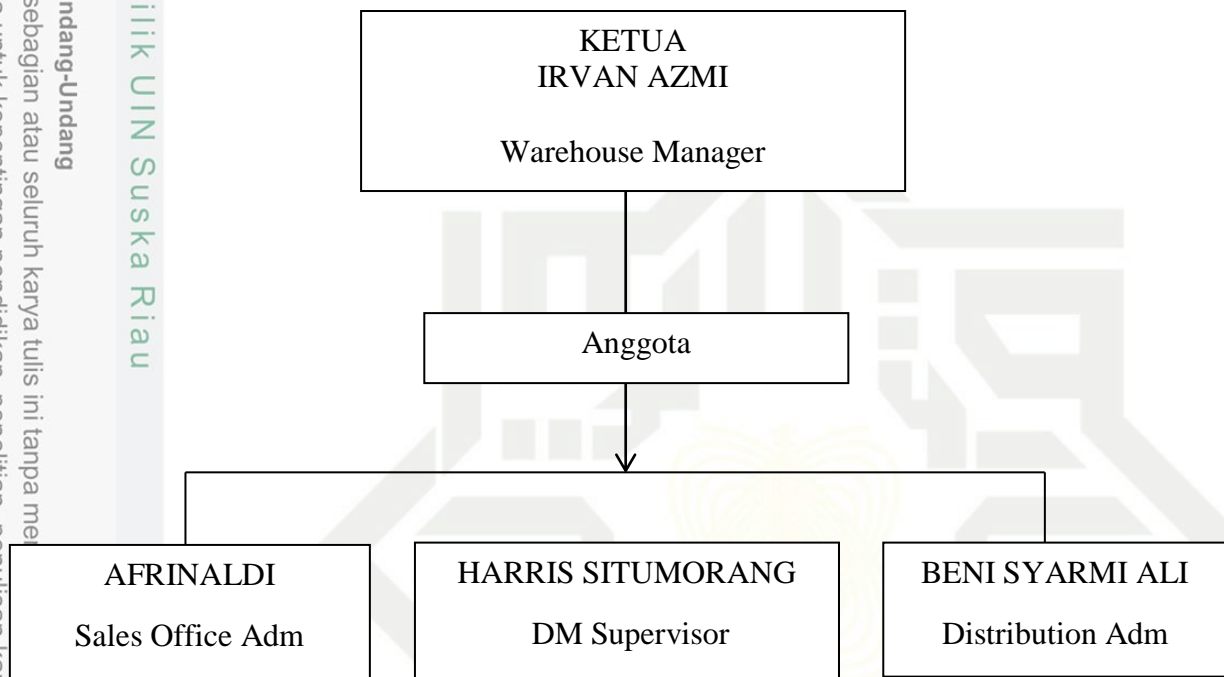 KETUA
IRVAN AZMI
Warehouse Manager
Anggota
AFRINALDI
Sales Office Adm
HARRIS SITUMORANG
DM Supervisor
BENI SYARMI ALI
Distribution Adm
ilik UIN Suska Riau
ndang-Undang
sebagian atau seluruh karya tulis ini tanpa